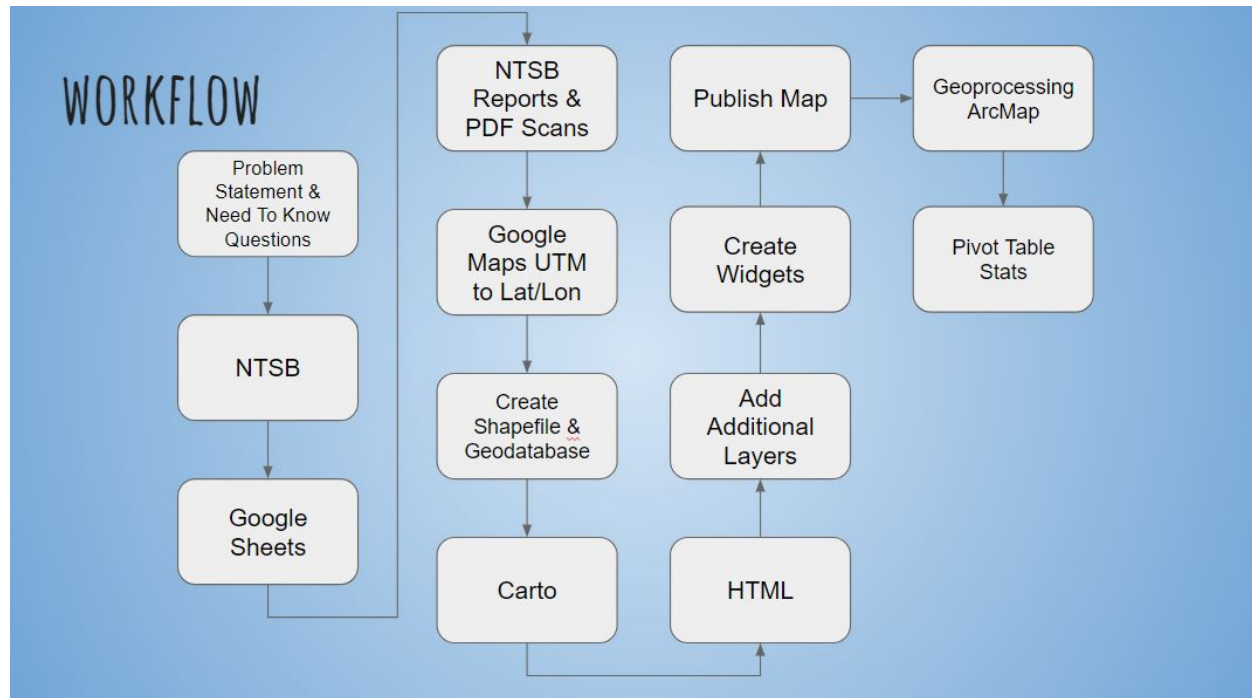 WORKFLOW
Problem
Statement &
Need To Know
Questions
NTSB
Google
Sheets
NTSB
Reports &
PDF Scans
Google
Maps UTM
to Lat/Lon
Create
Shapefile &
Geodatabase
Carto
HTML
Add
Additional
Layers
Create
Widgets
Publish Map
Geoprocessing
ArcMap
Pivot Table
Stats